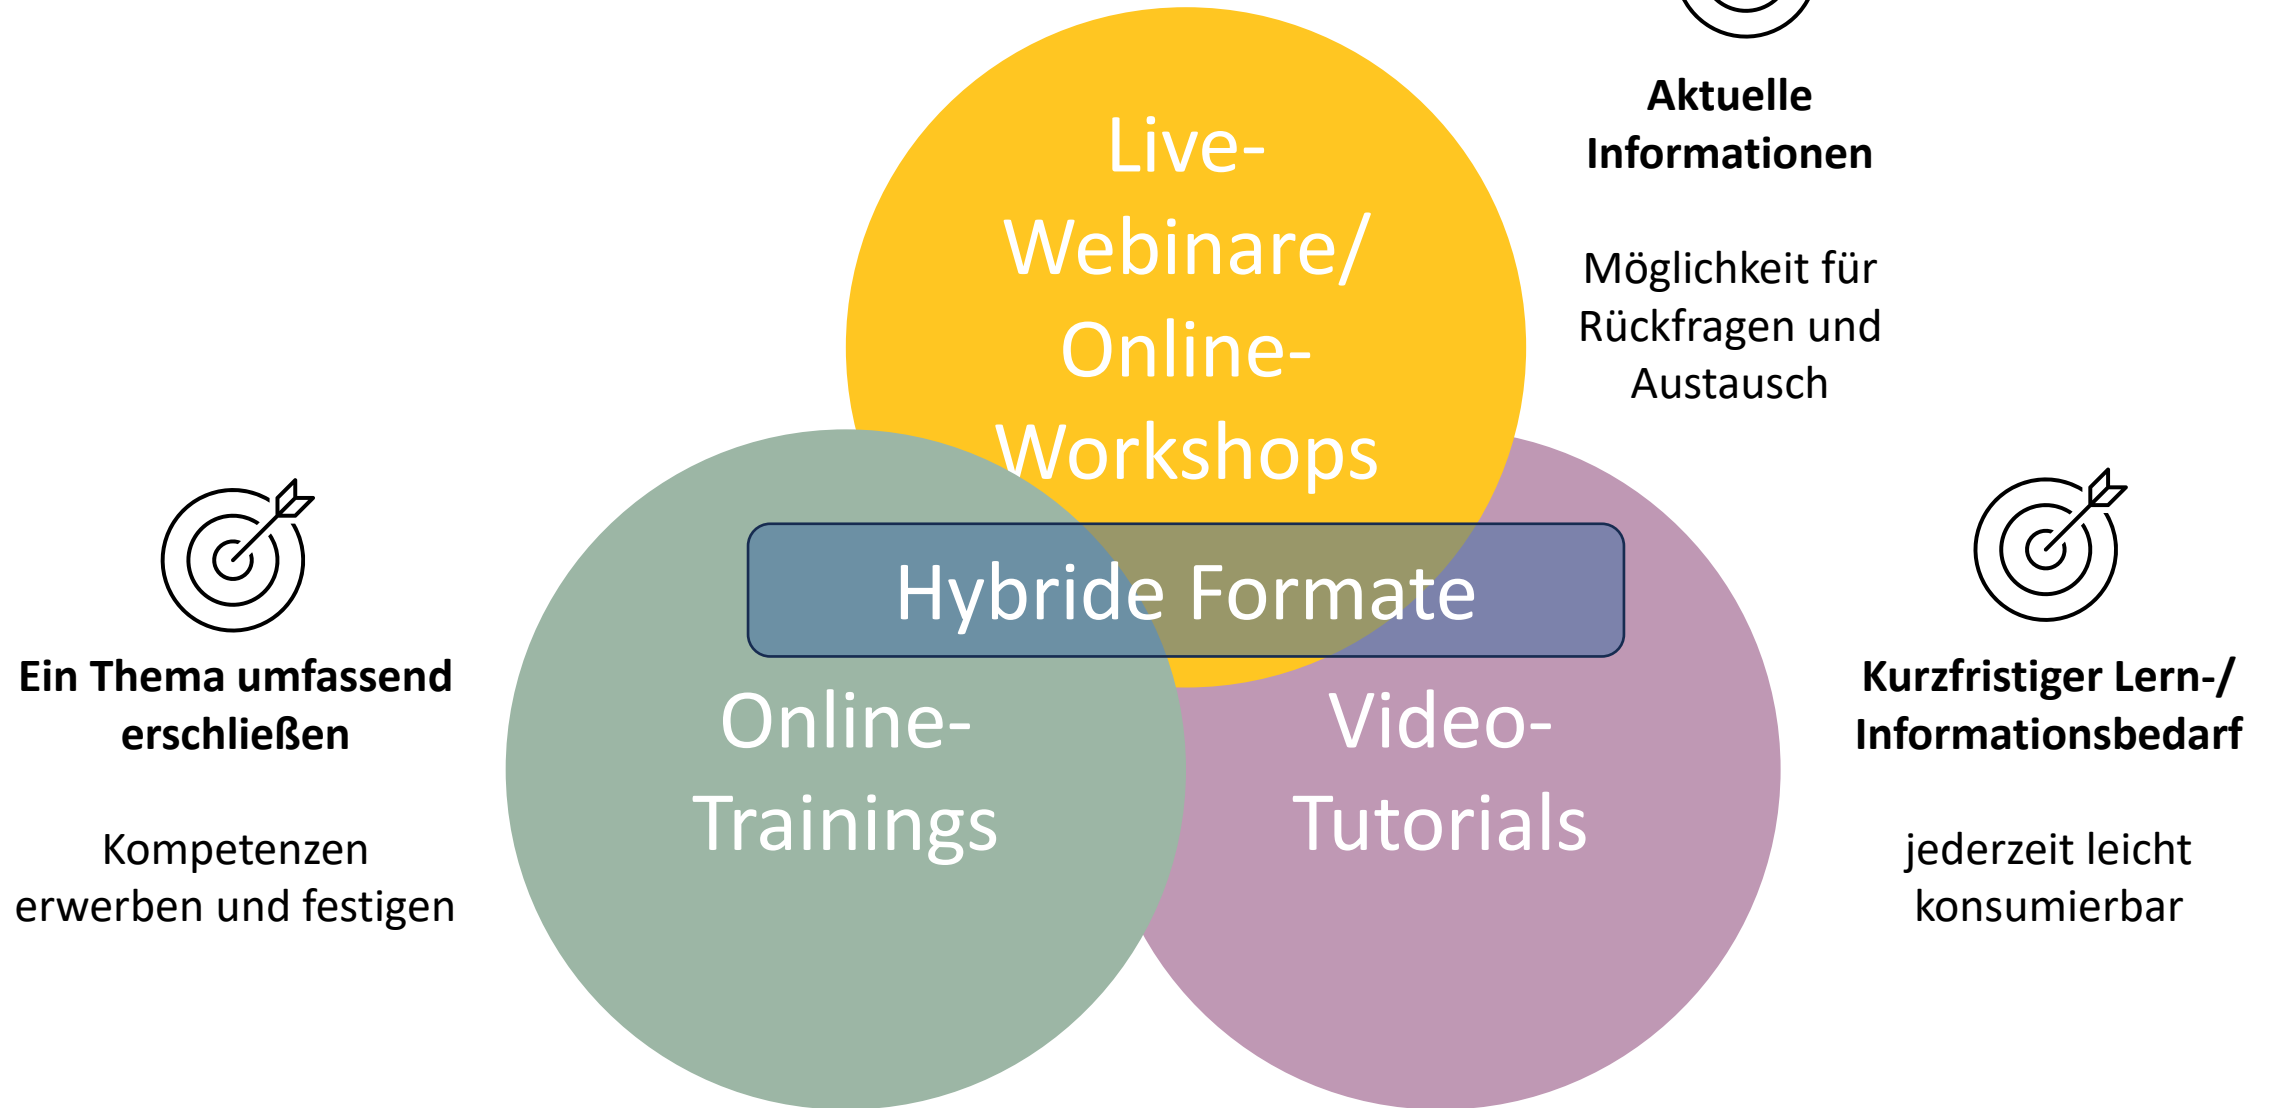 Live-
Webinare/
Online-
Workshops
Aktuelle
Informationen
Möglichkeit für
Rückfragen und
Austausch
Hybride Formate
Ein Thema umfassend
erschließen
Kompetenzen
erwerben und festigen
Online-
Trainings
Video-
Tutorials
Kurzfristiger Lern-/
Informationsbedarf
jederzeit leicht
konsumierbar